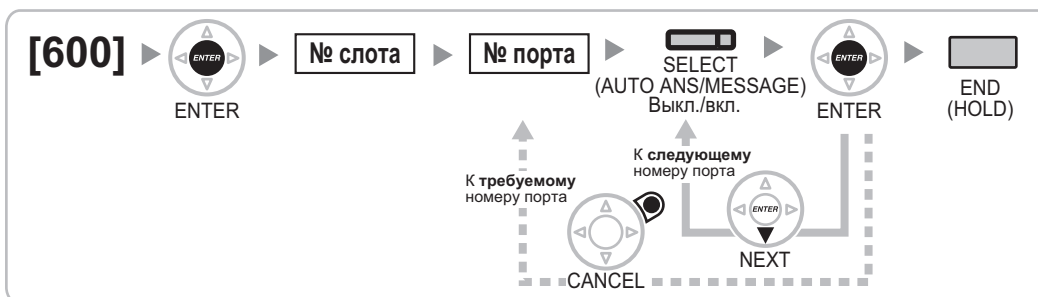 [600]
ENTER
ENTER
№ слота
№ порта
SELECT
(AUTO ANS/MESSAGE)
Выкл./вкл.
ENTER
ENTER
END
(HOLD)
К требуемому
номеру порта
CANCEL
К следующему
номеру порта
ENTER
NEXT